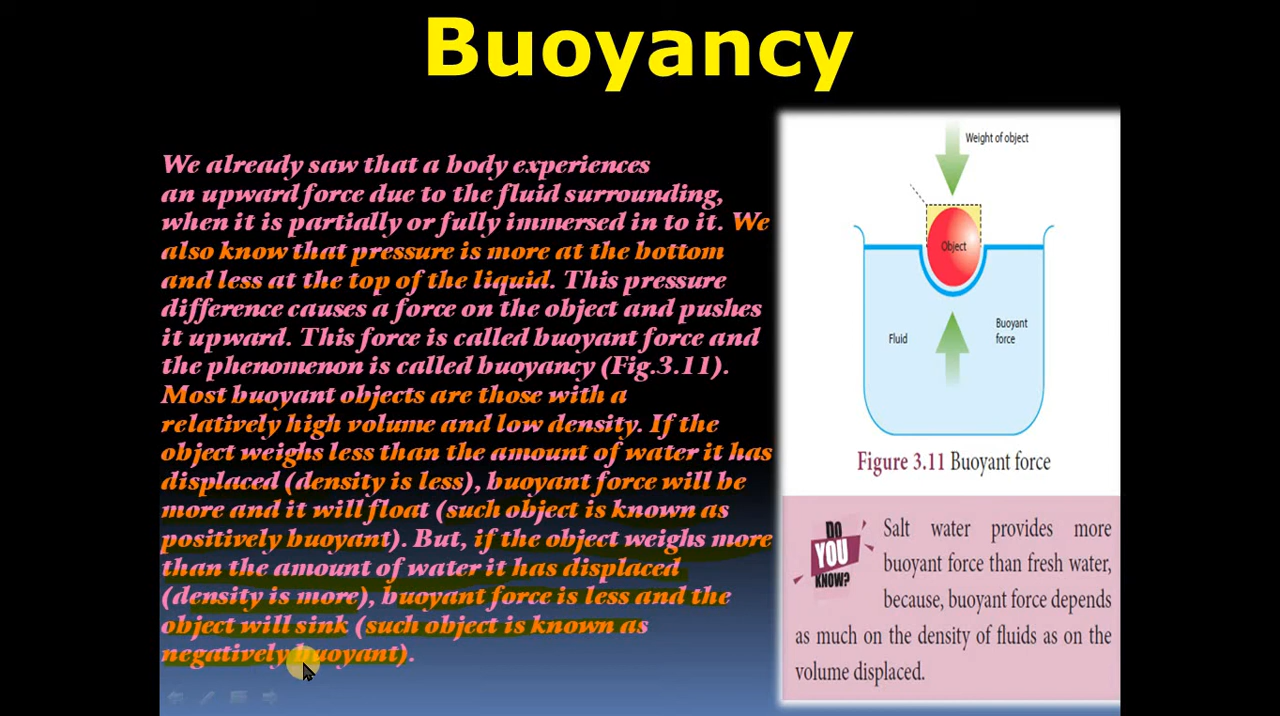 Buoyancy
We already saw that a body experiences
an upward force due to the fluid surrounding,
when it is partially or fully immersed in to it. We
also know that pressure is more at the bottom
and less at the top of the liquid. This pressure
difference causes a force on the object and pushes
it upward. This force is called buoyant force and
the phenomenon is called buoyancy (Fig.3.11).
Most buoyant objects are those with a
relatively high volume and low density. If the
object weighs less than the amount of water it has
displaced (density is less), buoyant force will be
more and it will float (such object is known as
positively buoyant). But, if the object weighs more
than the amount of water it has displaced
(density is more), buoyant force is less and the
object will sink (such object is known as
negatively buoyant).
Weight of object
Object
Fluid
Buoyant
force
Figure 3.11 Buoyant force
DO
YOU
KNOW?
Salt water provides more
buoyant force than fresh water,
because, buoyant force depends
as much on the density of fluids as on the
volume displaced.